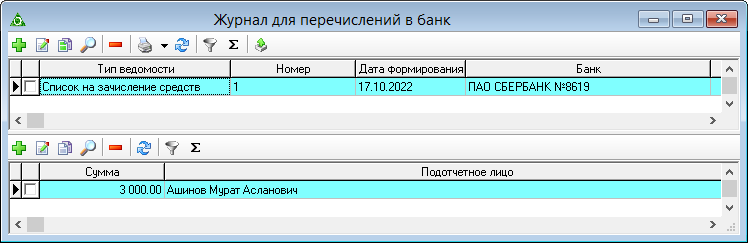 Журнал для перечислений в банк
Σ
Тип ведомости Номер Дата Формирования Банк
Список на зачисление средств 1 17.10.2022 ПАО СБЕРБАНК №8619
Σ
Сумма Подотчетное лицо
3 000.00 Ашинов Мурат Асланович